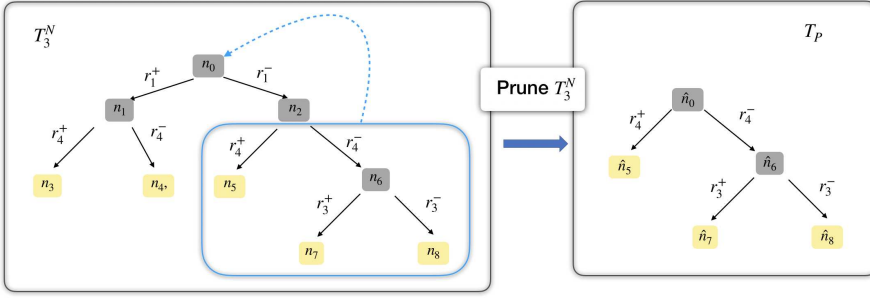 T_3^N
T_P
n_0
r_1^+
r_1^-
n_1
n_2
r_4^+
r_4^-
r_4^+
r_4^-
n_3
n_4,
n_5
n_6
r_3^+
r_3^-
n_7
n_8
Prune T_3^N
n̂_0
r_4^+
r_4^-
n̂_5
n̂_6
r_3^+
r_3^-
n̂_7
n̂_8